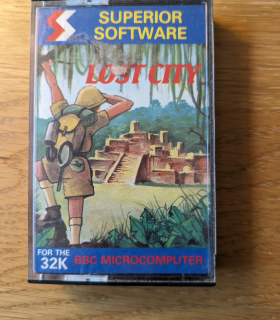 SUPERIOR
SOFTWARE
LOST CITY
FOR THE
32K
BBC MICROCOMPUTER